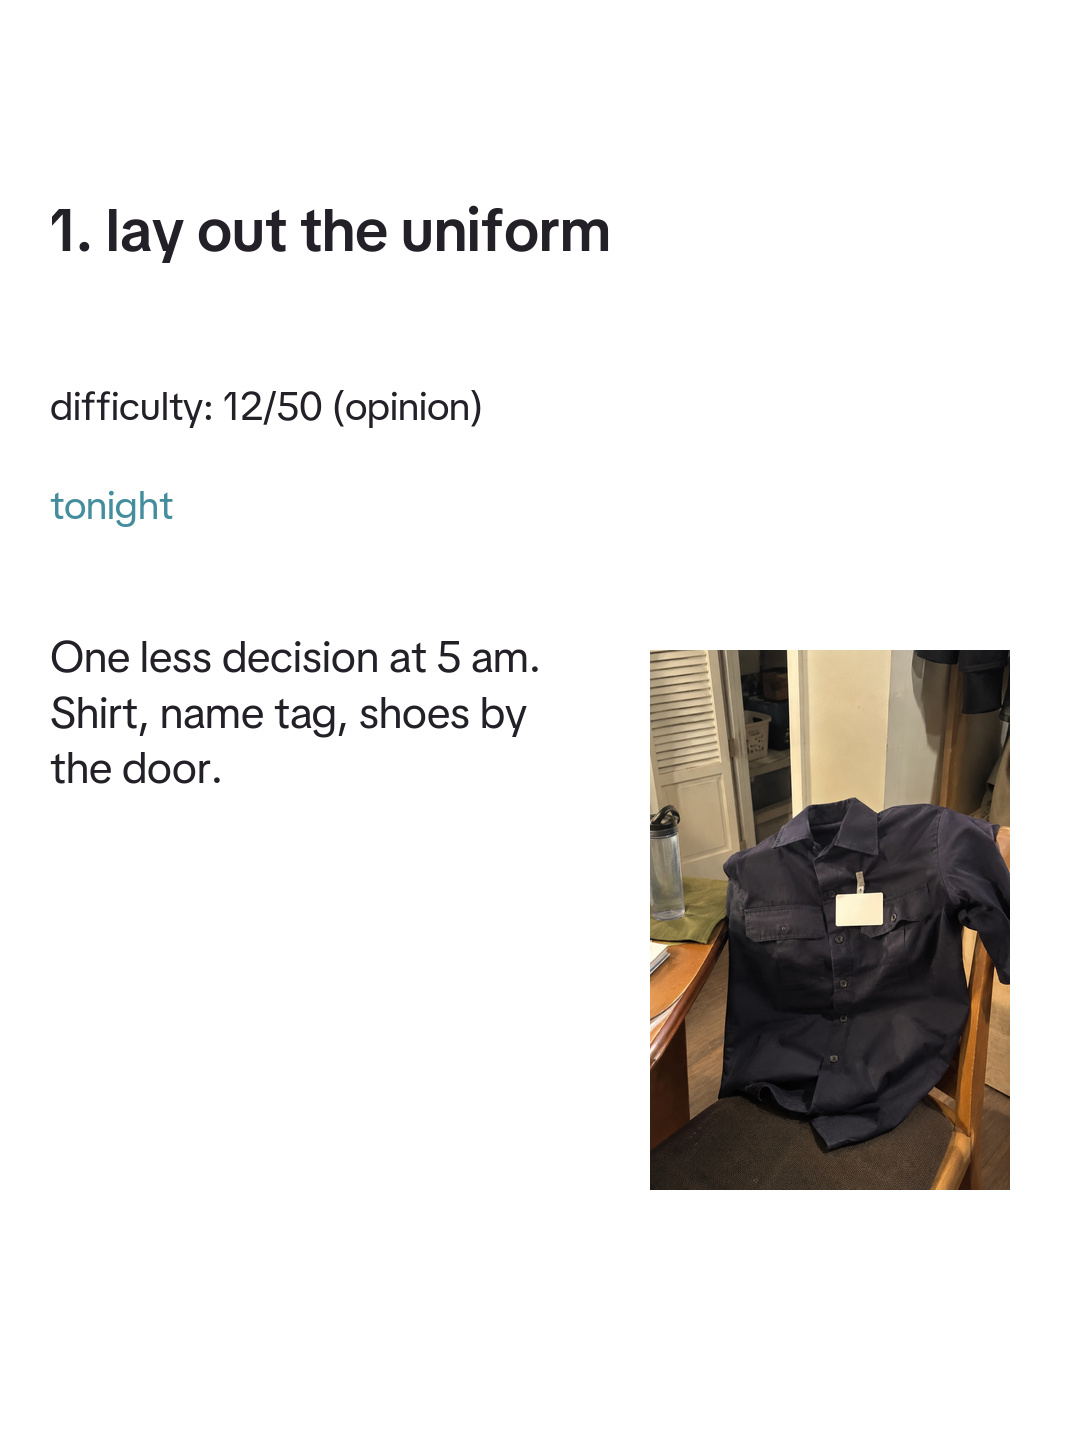 1. lay out the uniform
difficulty: 12/50 (opinion)
tonight
One less decision at 5 am.
Shirt, name tag, shoes by
the door.